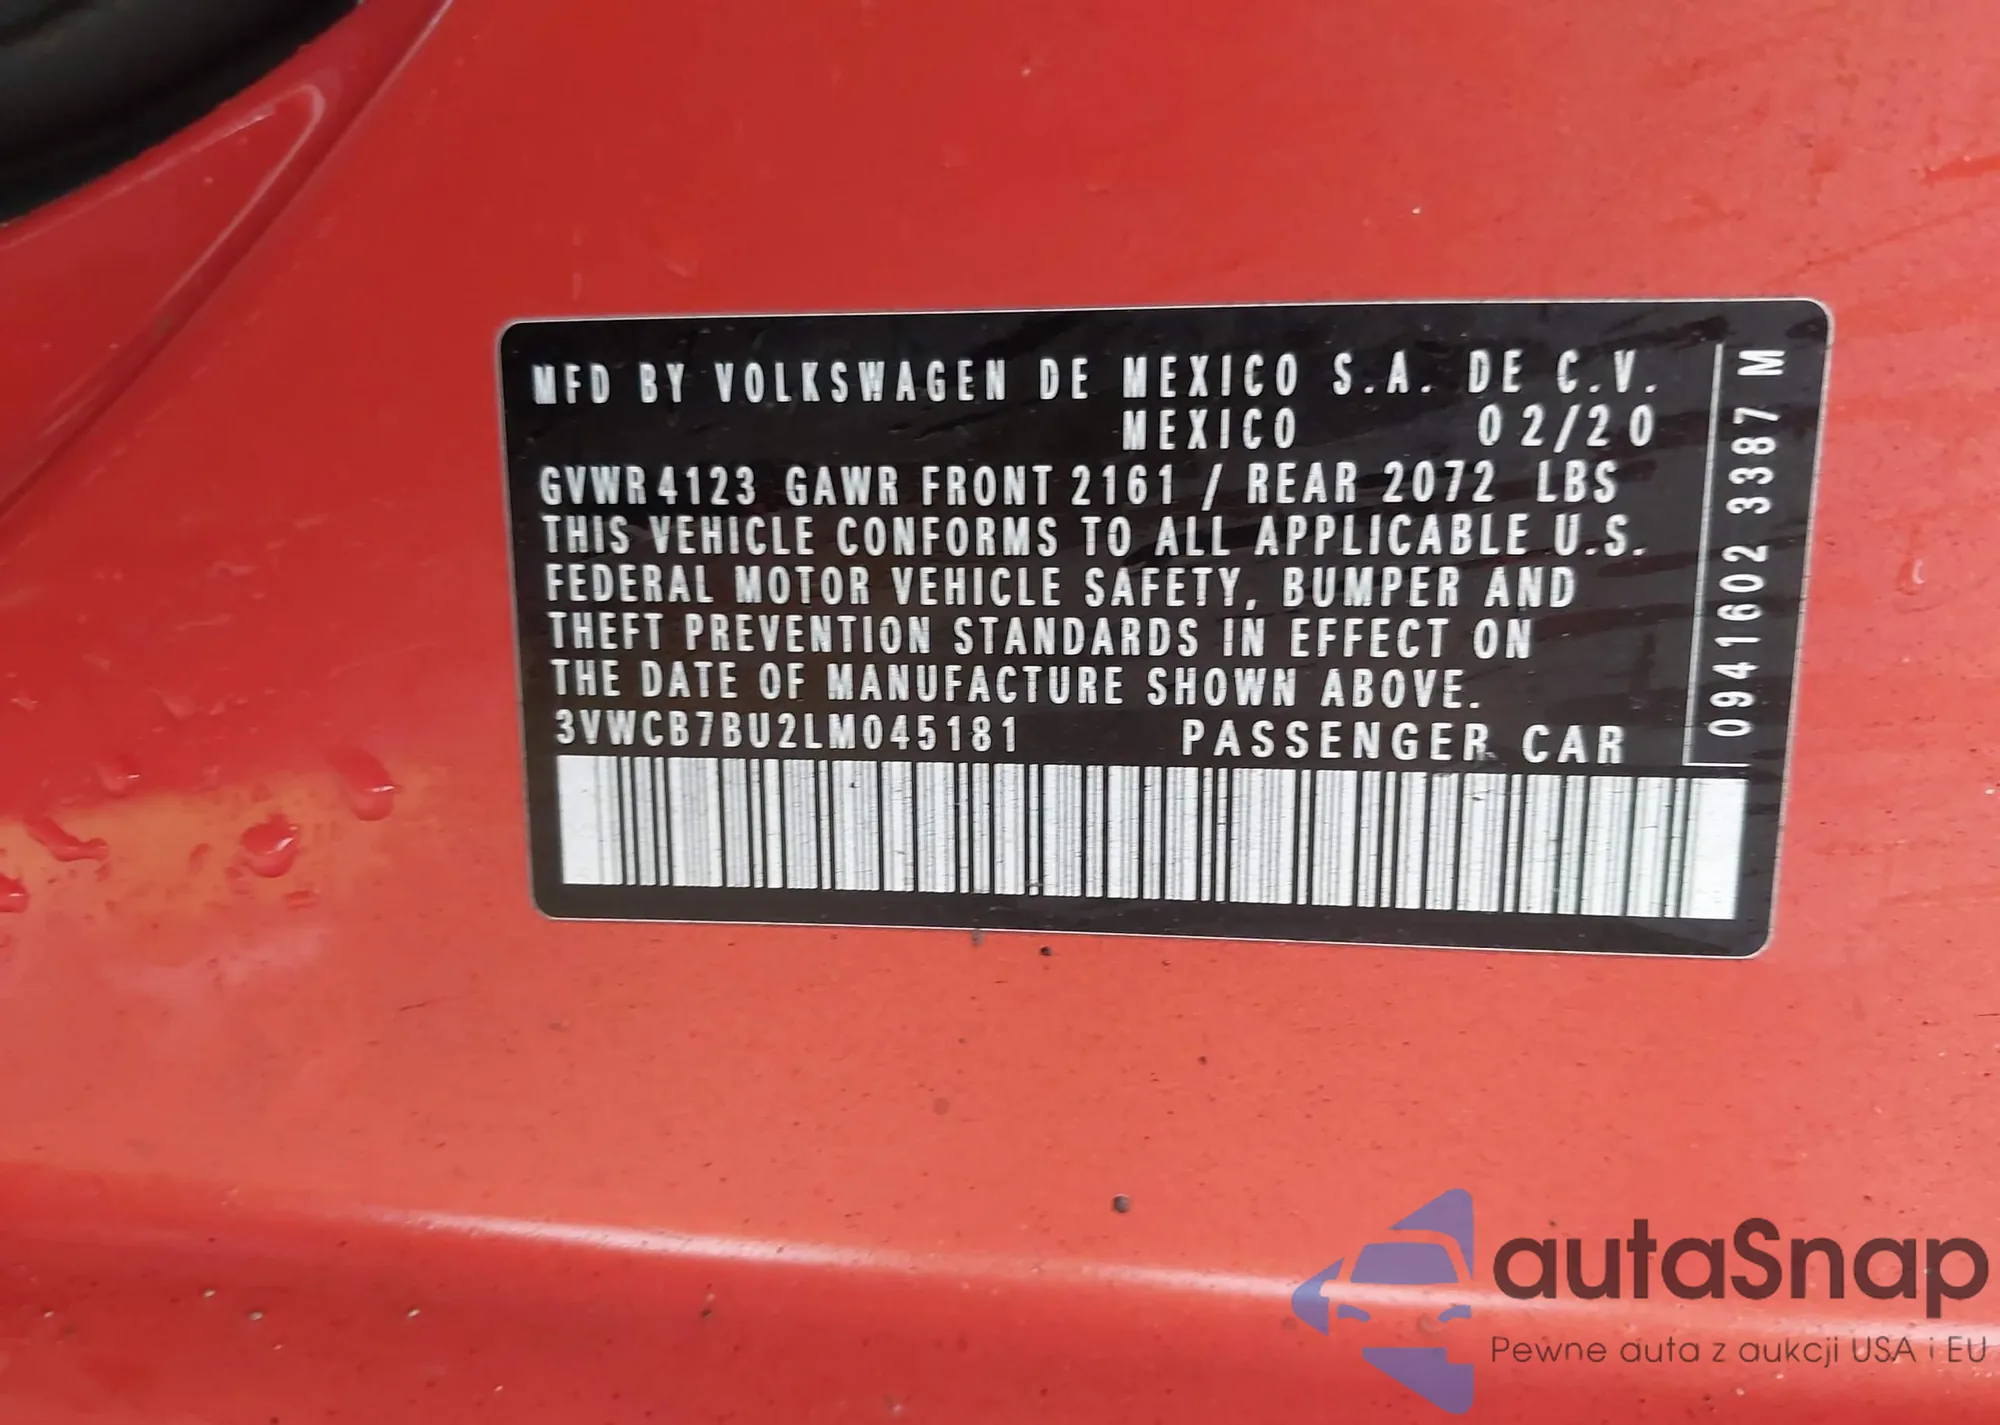 MFD BY VOLKSWAGEN DE MEXICO S.A. DE C.V.
MEXICO 02/20
GVWR 4123 GAWR FRONT 2161 / REAR 2072 LBS
THIS VEHICLE CONFORMS TO ALL APPLICABLE U.S.
FEDERAL MOTOR VEHICLE SAFETY, BUMPER AND
THEFT PREVENTION STANDARDS IN EFFECT ON
THE DATE OF MANUFACTURE SHOWN ABOVE.
3VWCB7BU2LM045181 PASSENGER CAR
0941602 3387 M
autaSnap
Pewne auta z aukcji USA i EU